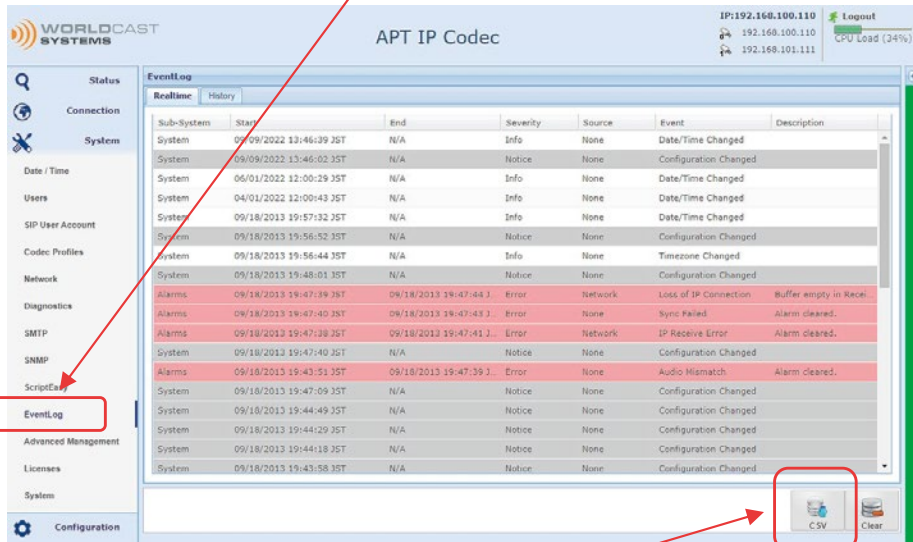 WORLDCAST
SYSTEMS
APT IP Codec
IP:192.168.100.110
192.168.100.110
192.168.101.111
Logout
CPU Load (34%)
Status
Connection
System
Date / Time
Users
SIP User Account
Codec Profiles
Network
Diagnostics
SMTP
SNMP
ScriptEasy
EventLog
Advanced Management
Licenses
System
Configuration
EventLog
Realtime History
Sub-System Start End Severity Source Event Description
System 09/09/2022 13:46:39 JST N/A Info None Date/Time Changed
System 09/09/2022 13:46:02 JST N/A Notice None Configuration Changed
System 06/01/2022 12:00:29 JST N/A Info None Date/Time Changed
System 04/01/2022 12:00:43 JST N/A Info None Date/Time Changed
System 09/18/2013 19:57:32 JST N/A Info None Date/Time Changed
System 09/18/2013 19:56:52 JST N/A Notice None Configuration Changed
System 09/18/2013 19:56:44 JST N/A Info None Timezone Changed
System 09/18/2013 19:48:01 JST N/A Notice None Configuration Changed
Alarms 09/18/2013 19:47:39 JST 09/18/2013 19:47:44 J... Error Network Loss of IP Connection Buffer empty in Recei...
Alarms 09/18/2013 19:47:40 JST 09/18/2013 19:47:43 J... Error None Sync Failed Alarm cleared.
Alarms 09/18/2013 19:47:38 JST 09/18/2013 19:47:41 J... Error Network IP Receive Error Alarm cleared.
System 09/18/2013 19:47:40 JST N/A Notice None Configuration Changed
Alarms 09/18/2013 19:43:51 JST 09/18/2013 19:47:39 J... Error None Audio Mismatch Alarm cleared.
System 09/18/2013 19:47:09 JST N/A Notice None Configuration Changed
System 09/18/2013 19:44:49 JST N/A Notice None Configuration Changed
System 09/18/2013 19:44:29 JST N/A Notice None Configuration Changed
System 09/18/2013 19:44:18 JST N/A Notice None Configuration Changed
System 09/18/2013 19:43:58 JST N/A Notice None Configuration Changed
CSV
Clear